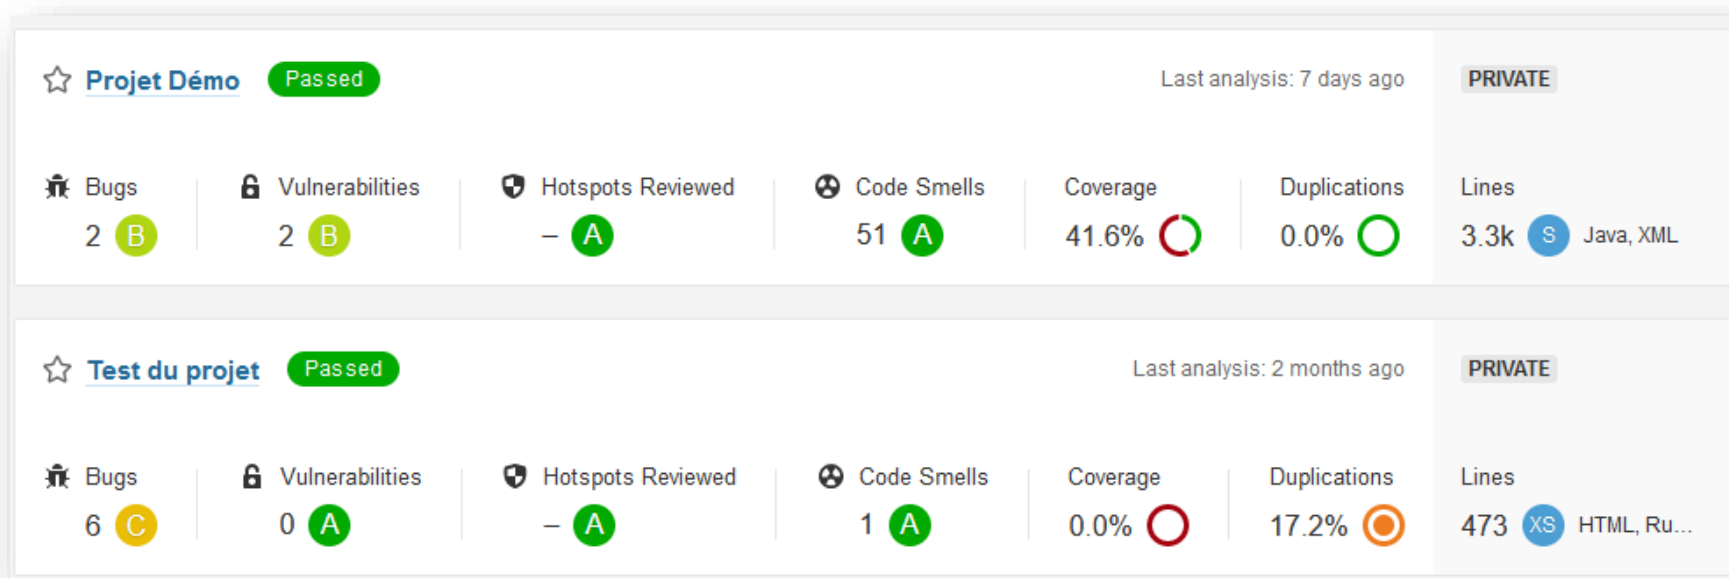 Projet Démo Passed Last analysis: 7 days ago PRIVATE
Bugs Vulnerabilities Hotspots Reviewed Code Smells Coverage Duplications Lines
2 B 2 B – A 51 A 41.6% 0.0% 3.3k S Java, XML
Test du projet Passed Last analysis: 2 months ago PRIVATE
Bugs Vulnerabilities Hotspots Reviewed Code Smells Coverage Duplications Lines
6 C 0 A – A 1 A 0.0% 17.2% 473 XS HTML, Ru...